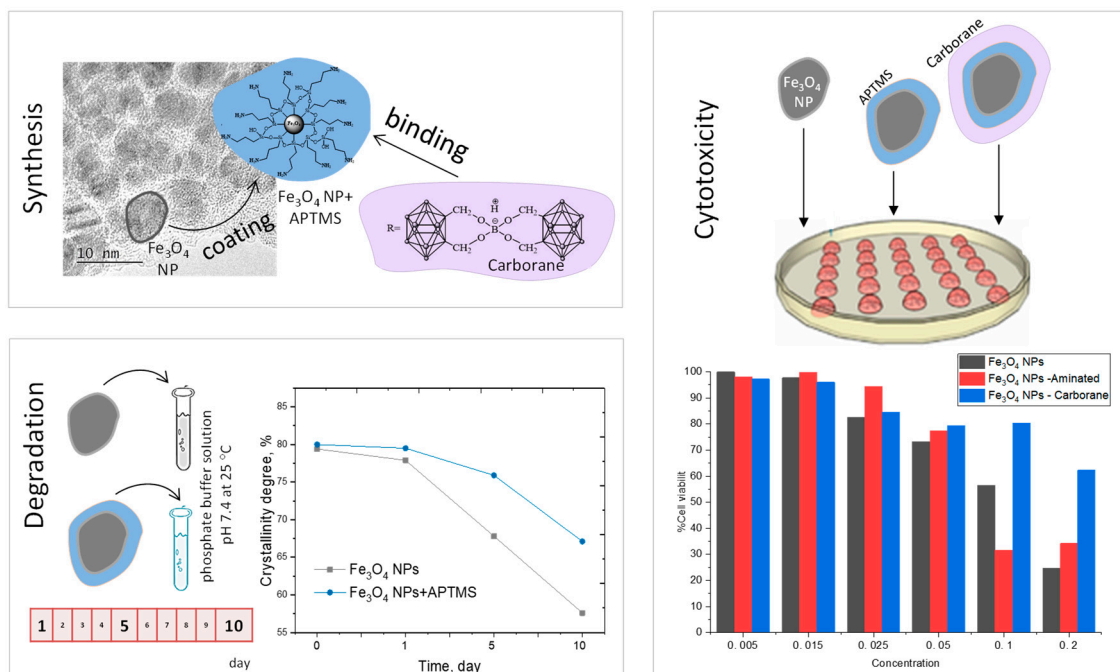 Synthesis
10 nm
Fe₃O₄
NP
coating
Fe₃O₄
Fe₃O₄ NP+
APTMS
binding
R=
CH₂
CH₂
O
O
H
⊕
⊖
B
O
O
CH₂
CH₂
Carborane
Degradation
phosphate buffer solution
pH 7.4 at 25 °C
1 2 3 4 5 6 7 8 9 10
day
Crystallinity degree, %
85
80
75
70
65
60
55
Fe₃O₄ NPs
Fe₃O₄ NPs+APTMS
0 1 5 10
Time, day
Cytotoxicity
Fe₃O₄
NP
APTMS
Carborane
Fe₃O₄ NPs
Fe₃O₄ NPs -Aminated
Fe₃O₄ NPs - Carborane
%Cell viabilit
100
90
80
70
60
50
40
30
20
10
0
0. 005 0. 015 0. 025 0. 05 0. 1 0. 2
Concentration